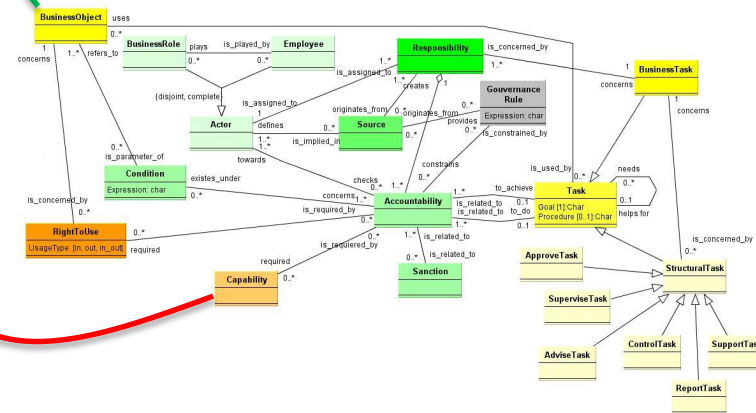 BusinessObject
uses
0..*
1
1..*
refers_to
concerns
BusinessRole
plays
is_played_by
Employee
0..*
0..*
{disjoint, complete
Responsibility
is_concerned_by
1..*
1..*
1
BusinessTask
1
concerns
concerns
is_assigned_to
1..*
creates
1
is_assigned_to
Actor
1
defines
1..*
is_implied_in
1..*
towards
originates_from
0..*
originates_from
0..*
Source
provides
0..*
is_constrained_by
Gouvernance
Rule
Expression: char
0..*
is_parameter_of
Condition
Expression: char
existes_under
0..*
checks
0..*
constrains
0..*
concerns
1..*
is_required_by
Accountability
1..*
to_achieve
is_related_to
0..1
is_related_to
to_do
1..*
0..1
is_used_by
0..*
Task
Goal [1]:Char
Procedure [0..1]:Char
needs
0..*
0..1
helps for
is_concerned_by
0..*
RightToUse
UsageType {in, out, in_out}
0..*
required
0..*
is_requiered_by
0..*
1..*
is_related_to
is_related_to
0..*
required
0..*
Capability
Sanction
is_concerned_by
0..*
StructuralTask
ApproveTask
SuperviseTask
AdviseTask
ControlTask
SupportTas
ReportTask